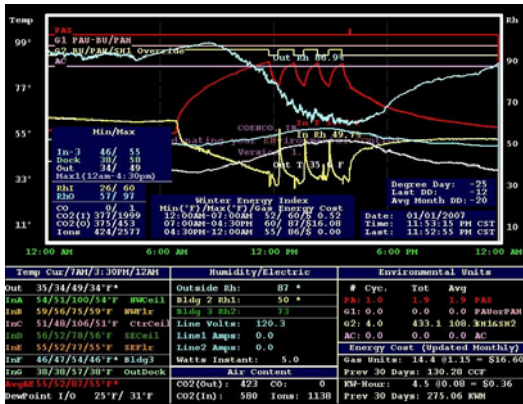 Temp
Rh
PAS
G1 PAU-BU/PAM
99°
G2 BU/PAM/SH1 Override
Out Rh 86.9%
AC
90
77°
70
In T
55°
COENCO, INC
In Rh 49.7%
50
Min/Max
In-3 46/ 55
Dock 38/ 58
Out 34/ 49
Max1(12am-4:30pm)
33°
Out T 35.6 F
30
RhI 26/ 60
RhO 57/ 97
CO 0/ 1
CO2(I) 377/1999
CO2(O) 375/453
Ions 424/2577
Winter Energy Index
Min(°F)/Max(°F)/Gas Energy Cost
12:00AM-07:00AM 52/ 60/$ 0.52
07:00AM-04:30PM 60/ 87/$16.08
04:30PM-12:00AM 55/ 86/$ 0.00
Degree Day: -25
Last DD: -12
Avg Month DD: -20
Date: 01/01/2007
Time: 11:53:15 PM CST
Last: 11:52:55 PM CST
11°
10
12:00 AM
6:00 AM
12:00 PM
6:00 PM
12:00 AM
Temp Cur/7AM/3:30PM/12AM
Out 35/34/49/34°F*
InA 54/51/100/54°F NWCeil
InB 59/56/75/59°F NWFlr
InC 51/48/106/51°F CtrCeil
InD 56/52/78/56°F SECeil
InE 55/52/77/55°F SEFlr
InF 46/47/54/46°F* Bldg3
InG 38/38/57/38°F OutDock
AvgAE 55/52/87/55°F*
DewPoint I/O 25°F/ 31°F
Humidity/Electric
Outside Rh: 87 *
Bldg 2 Rh1: 50 *
Bldg 3 Rh2: 73
Line Volts: 120.3
Line1 Amps: 0.0
Line2 Amps: 0.0
Watts Instant: 5.0
Air Content
CO2(Out): 423 CO: 0
CO2(In): 580 Ions: 1138
Environmental Units
# Cyc. Tot Avg
PA: 1.0 1.9 1.9 PAS
G1: 0.0 0.0 0.0 PAUorPAM
G2: 4.0 433.1 108.3
AC: 0.0 0.0 0.0 AC
Energy Cost (Updated Monthly)
Gas Units: 14.4 @1.15 = $16.60
Prev 30 Days: 130.28 CCF
KW-Hour: 4.5 @0.08 = $0.36
Prev 30 Days: 275.06 KWH